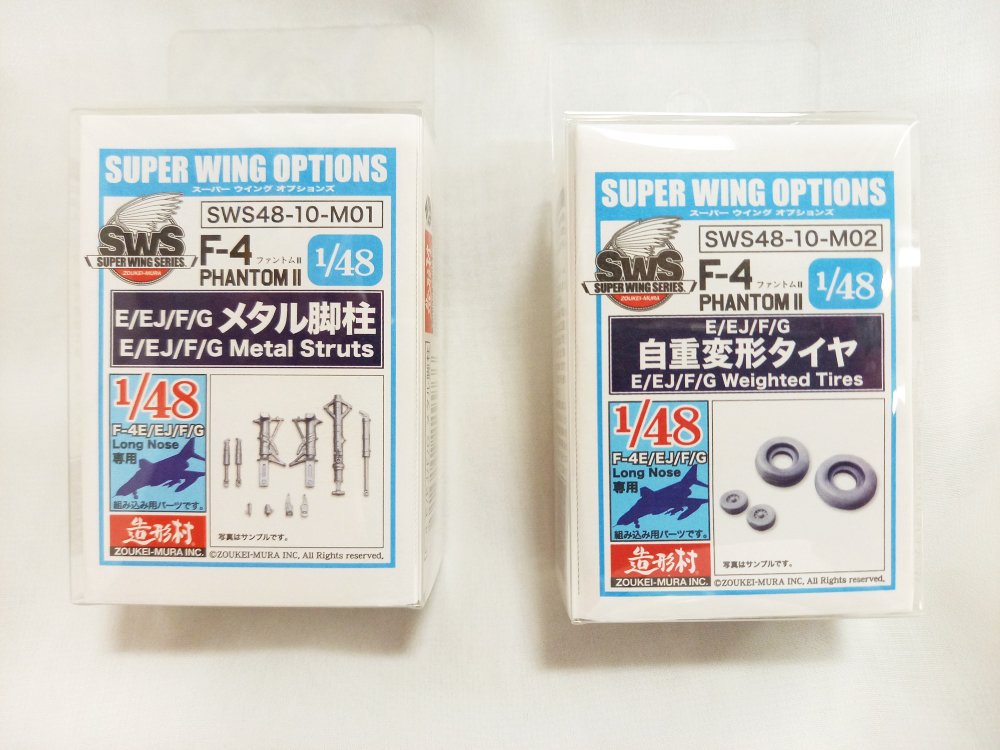 SUPER WING OPTIONS
スーパー ウイング オプションズ
SWS48-10-M01
SWS
SUPER WING SERIES
ZOUKEI-MURA
F-4 ファントムII
PHANTOM II
1/48
E/EJ/F/G メタル脚柱
E/EJ/F/G Metal Struts
1/48
F-4E/EJ/F/G
Long Nose
専用
組み込み用パーツです。
造形村
ZOUKEI-MURA INC.
写真はサンプルです。
©ZOUKEI-MURA INC, All Rights reserved.
SUPER WING OPTIONS
スーパー ウイング オプションズ
SWS48-10-M02
SWS
SUPER WING SERIES
ZOUKEI-MURA
F-4 ファントムII
PHANTOM II
1/48
E/EJ/F/G
自重変形タイヤ
E/EJ/F/G Weighted Tires
1/48
F-4E/EJ/F/G
Long Nose
専用
組み込み用パーツです。
造形村
ZOUKEI-MURA INC.
写真はサンプルです。
©ZOUKEI-MURA INC, All Rights reserved.